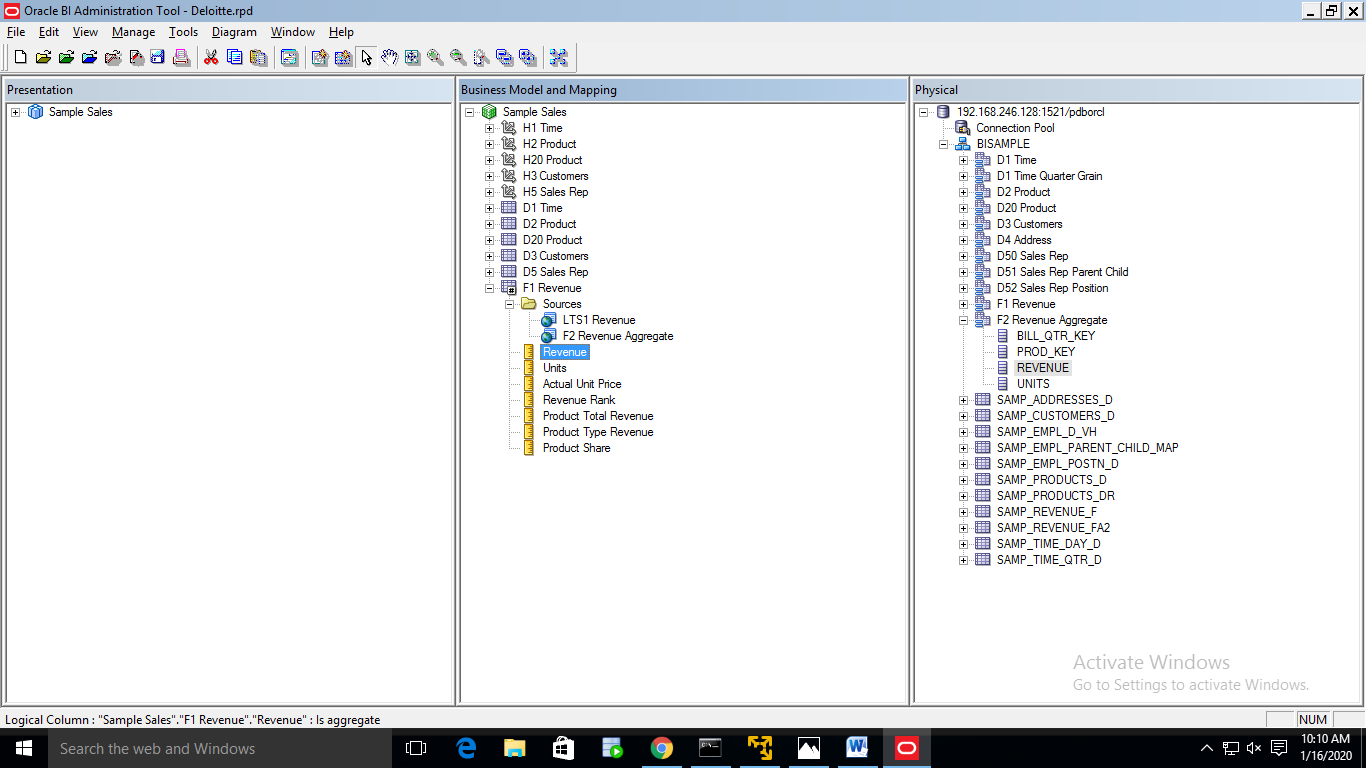 Oracle BI Administration Tool - Deloitte.rpd
File Edit View Manage Tools Diagram Window Help
Presentation
Sample Sales
Business Model and Mapping
Sample Sales
H1 Time
H2 Product
H20 Product
H3 Customers
H5 Sales Rep
D1 Time
D2 Product
D20 Product
D3 Customers
D5 Sales Rep
F1 Revenue
Sources
LTS1 Revenue
F2 Revenue Aggregate
Revenue
Units
Actual Unit Price
Revenue Rank
Product Total Revenue
Product Type Revenue
Product Share
Physical
192.168.246.128:1521/pdborcl
Connection Pool
BISAMPLE
D1 Time
D1 Time Quarter Grain
D2 Product
D20 Product
D3 Customers
D4 Address
D50 Sales Rep
D51 Sales Rep Parent Child
D52 Sales Rep Position
F1 Revenue
F2 Revenue Aggregate
BILL_QTR_KEY
PROD_KEY
REVENUE
UNITS
SAMP_ADDRESSES_D
SAMP_CUSTOMERS_D
SAMP_EMPL_D_VH
SAMP_EMPL_PARENT_CHILD_MAP
SAMP_EMPL_POSTN_D
SAMP_PRODUCTS_D
SAMP_PRODUCTS_DR
SAMP_REVENUE_F
SAMP_REVENUE_FA2
SAMP_TIME_DAY_D
SAMP_TIME_QTR_D
Activate Windows
Go to Settings to activate Windows.
Logical Column : "Sample Sales"."F1 Revenue"."Revenue" : Is aggregate
NUM
Search the web and Windows
10:10 AM
1/16/2020